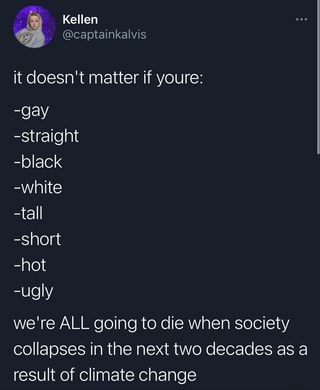 Kellen
@captainkalvis
it doesn't matter if youre:
-gay
-straight
-black
-white
-tall
-short
-hot
-ugly
we're ALL going to die when society
collapses in the next two decades as a
result of climate change